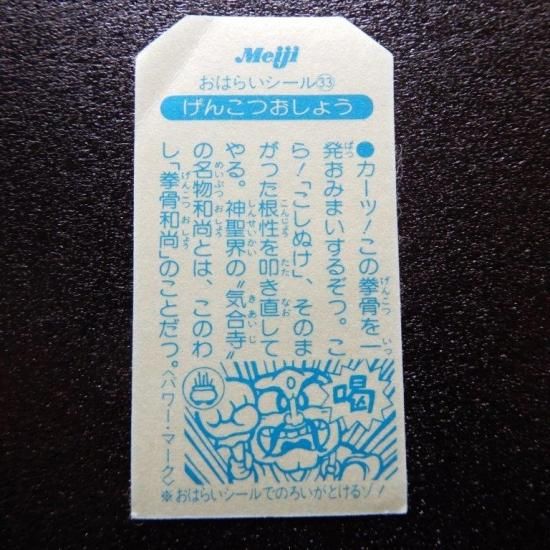 Meiji
おはらいシール㉝
げんこつおしょう
●カーツ!この拳骨を一
発おみまいするぞう。こ
ら!「こしぬけ」、そのま
がつた根性を叩き直して
やる。神聖界の〝気合寺〟
の名物和尚とは、このわ
し「拳骨和尚」のことだつ。
〈パワー・マーク〉
喝
※おはらいシールでのろいがとけるゾ!